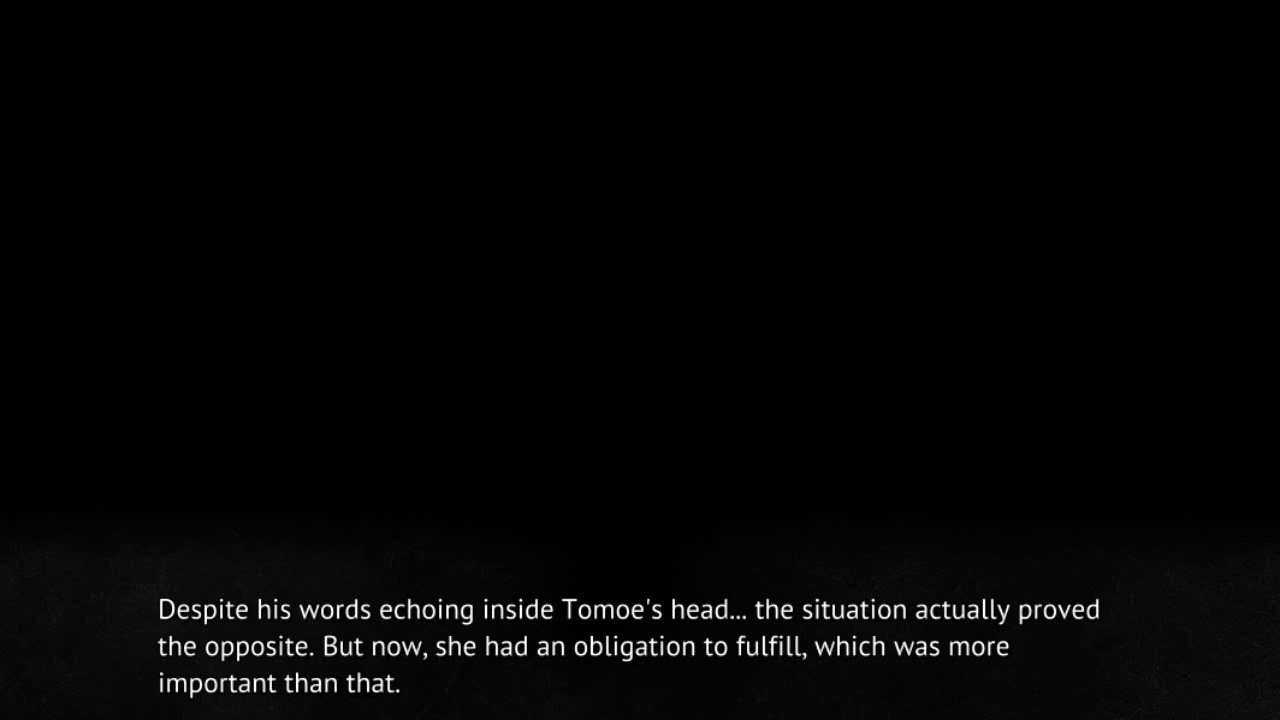 Despite his words echoing inside Tomoe's head... the situation actually proved
the opposite. But now, she had an obligation to fulfill, which was more
important than that.